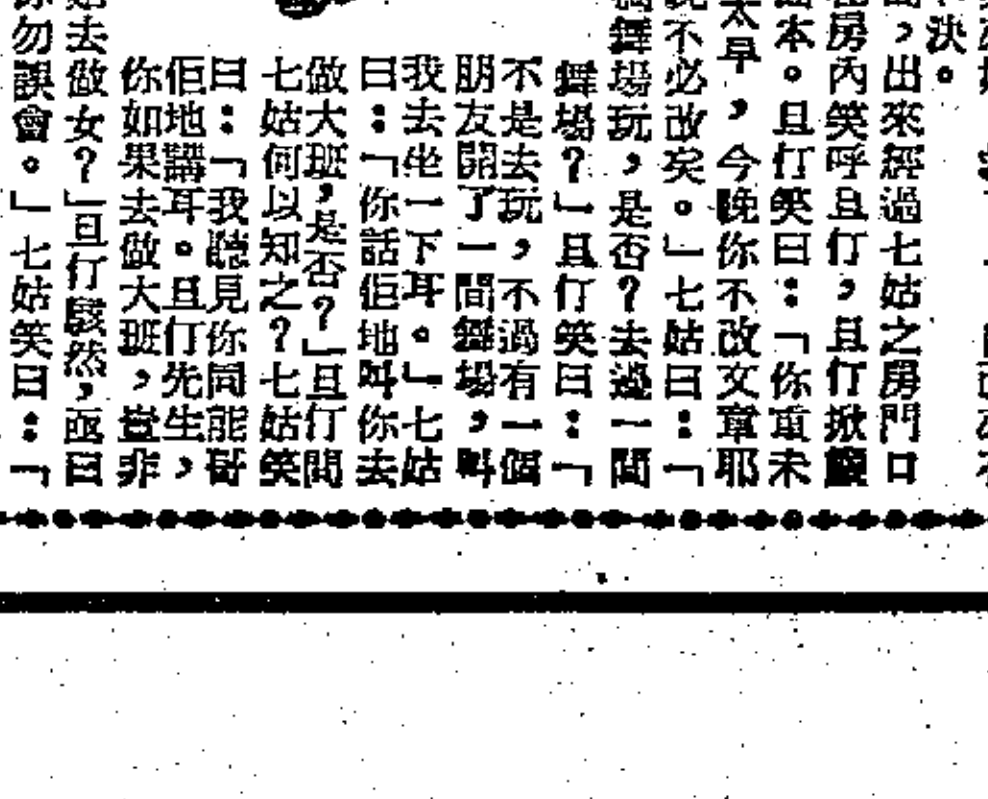 決。
,出來經過七姑之房門口
房內笑呼且仃,且仃掀簾
本。且打笑曰:「你重未
太早,今晚你不改文章耶
不必改矣。」七姑曰:「
舞場玩,是否?去邊一間
舞場?」且仃笑曰:「
不是去玩,不過有一個
朋友開了一間舞場,叫
我去坐一下耳。」七姑
曰:「你話佢地叫你去
做大班,是否?」且仃問
七姑何以知之?七姑笑
曰:「我聽見你同能哥
佢地講耳。且仃先生,
你如果去做大班,豈非
去做女?」且仃駭然,亟曰
勿誤會。」七姑笑曰:「